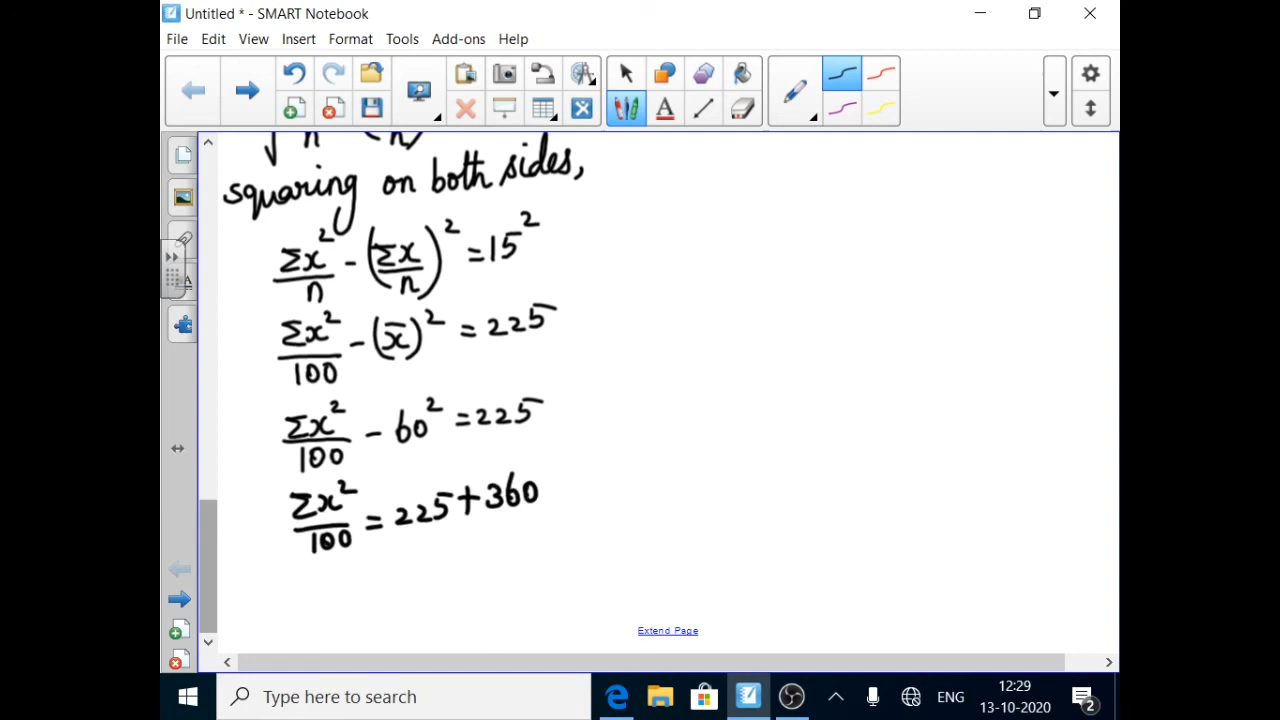 Untitled * - SMART Notebook
File Edit View Insert Format Tools Add-ons Help
√ n (n)
squaring on both sides,
Σx²/n - (Σx/n)² = 15²
Σx²/100 - (x̄)² = 225
Σx²/100 - 60² = 225
Σx²/100 = 225 + 360
Extend Page
Type here to search
ENG
12:29
13-10-2020
2